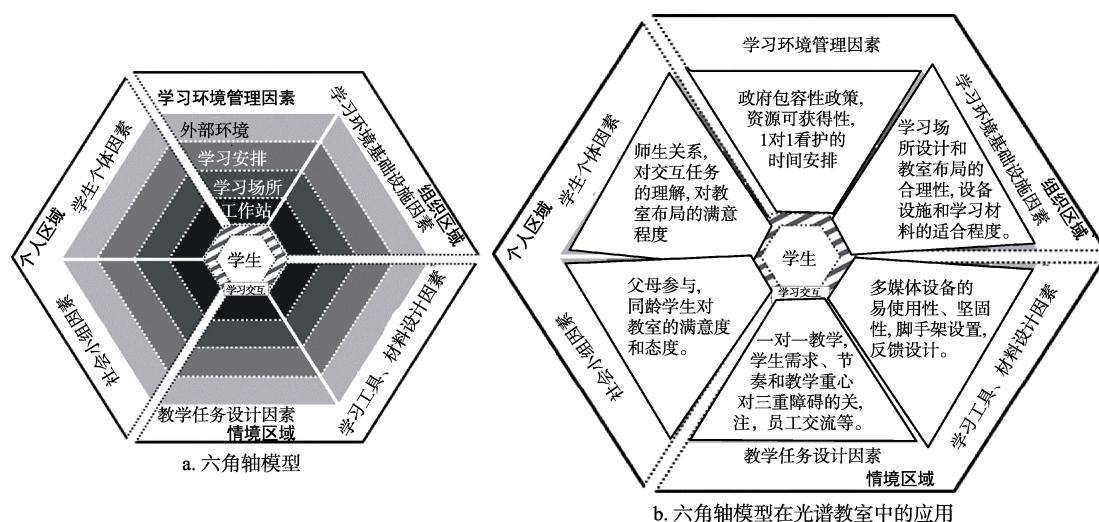 学习环境管理因素
外部环境
学习安排
学习场所
工作站
学生
学习交互
学生个体因素
个人区域
学习环境基础设施因素
组织区域
社会小组因素
学习工具、材料设计因素
教学任务设计因素
情境区域
a. 六角轴模型
学习环境管理因素
政府包容性政策,
资源可获得性,
1对1看护的
时间安排
学生个体因素
个人区域
师生关系,
对交互任务
的理解,对教
室布局的满意
程度
学习场
所设计和
教室布局的
合理性,设备
设施和学习材
料的适合程度。
学习环境基础设施因素
组织区域
学生
学习交互
父母参与,
同龄学生对
教室的满意度
和态度。
社会小组因素
一对一教学,
学生需求、节
奏和教学重心
对三重障碍的关,
注，员工交流等。
多媒体设备的
易使用性、坚固
性,脚手架设置,
反馈设计。
学习工具、材料设计因素
教学任务设计因素
情境区域
b. 六角轴模型在光谱教室中的应用